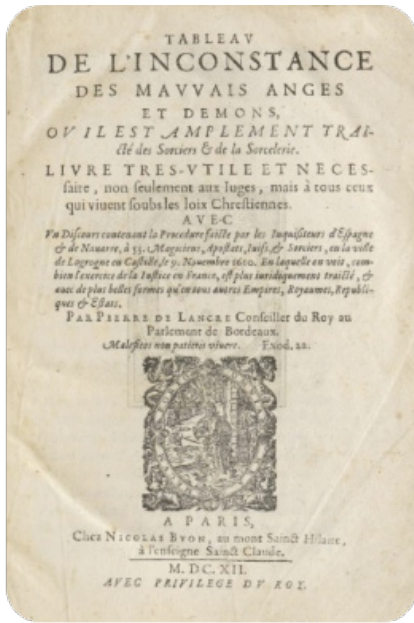 TABLEAV
DE L'INCONSTANCE
DES MAVVAIS ANGES
ET DEMONS,
OV IL EST AMPLEMENT TRAI-
cté des Sorciers & de la Sorcelerie.
LIVRE TRES-VTILE ET NECES-
saire, non seulement aux Iuges, mais à tous ceux
qui viuent soubs les loix Chrestiennes.
AVEC
Vn Discours contenant la Procedure faicte par les Inquisiteurs d'Espagne
& de Nauarre, à 53. Magiciens, Apostats, Iuifs, & Sorciers, en la ville
de Logrogne en Castille, le 9. Nouembre 1610. En laquelle on voit, com-
bien l'exercice de la Iustice en France, est plus iuridiquement traicté, &
auec de plus belles formes qu'en tous autres Empires, Royaumes, Republi-
ques & Estats.
PAR PIERRE DE LANCRE Conseiller du Roy au
Parlement de Bordeaux.
Maleficos non patieris viuere. Exod. 22.
A PARIS,
Chez NICOLAS BVON, au mont Sainct Hilaire,
à l'enseigne Sainct Claude.
M. DC. XII.
AVEC PRIVILEGE DV ROY.